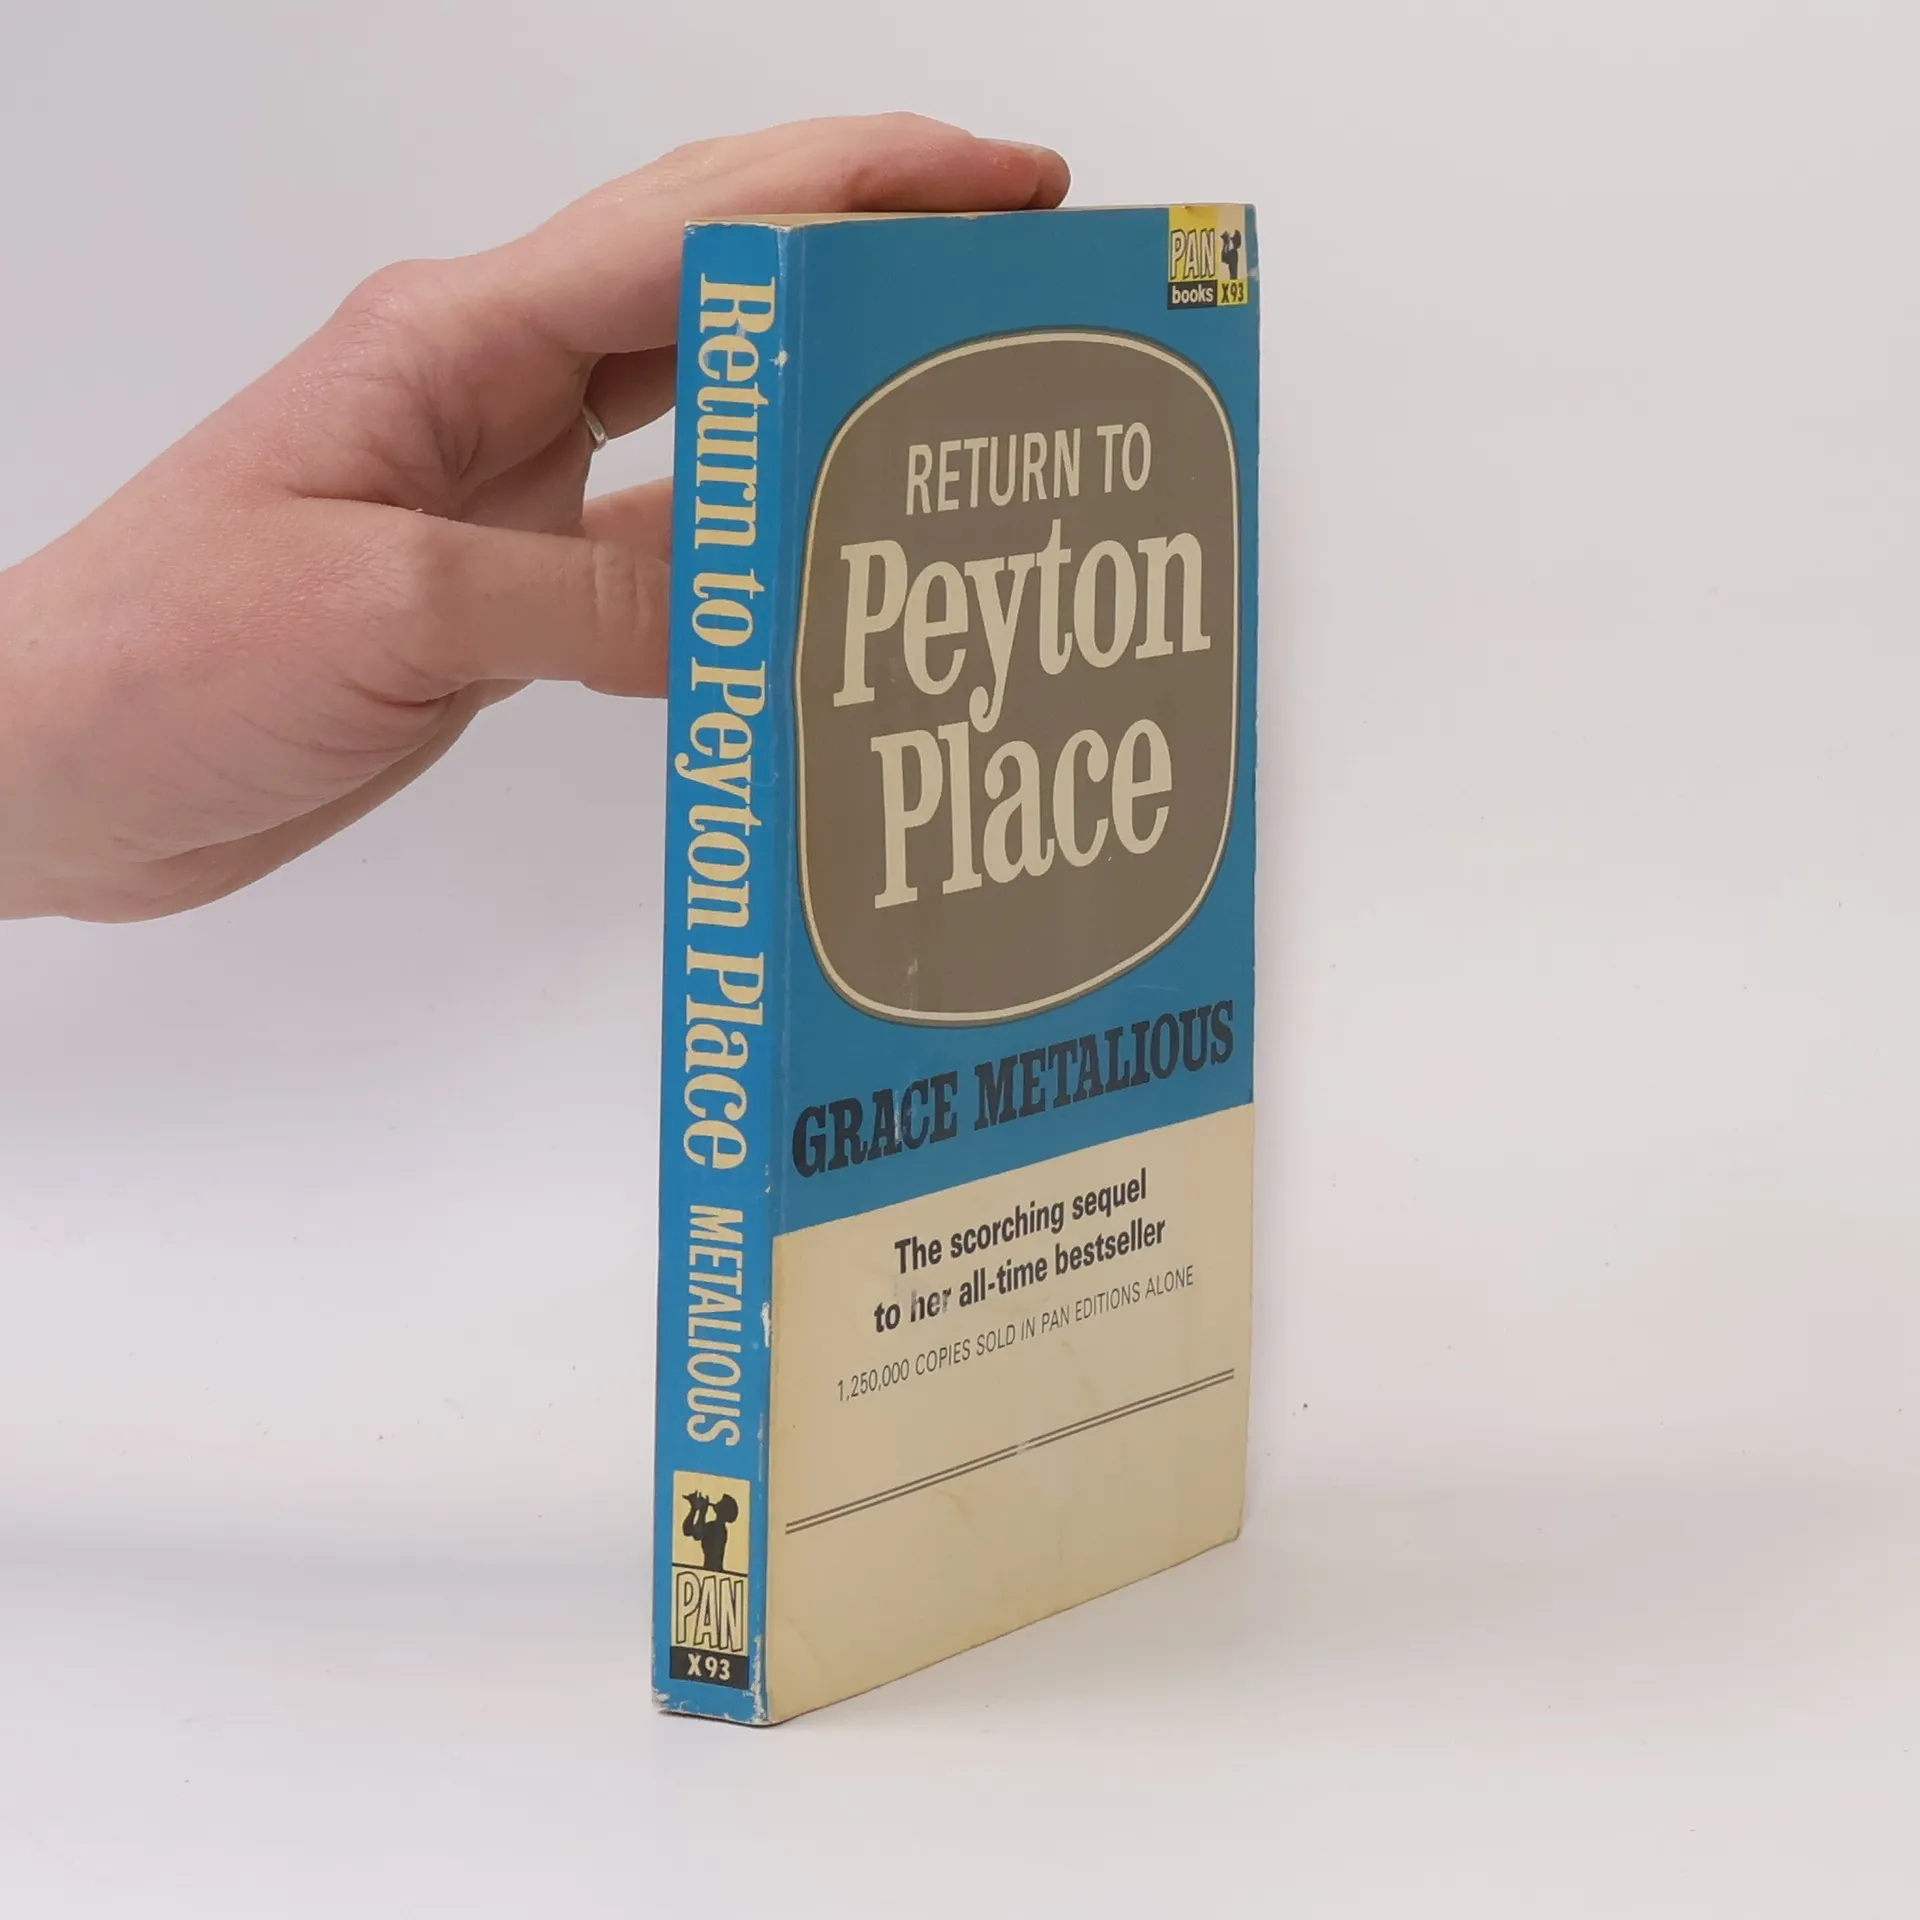 Return to Peyton Place METALIOUS
PAN
X93
PAN
books X93
RETURN TO
Peyton
Place
GRACE METALIOUS
The scorching sequel
to her all-time bestseller
1,250,000 COPIES SOLD IN PAN EDITIONS ALONE